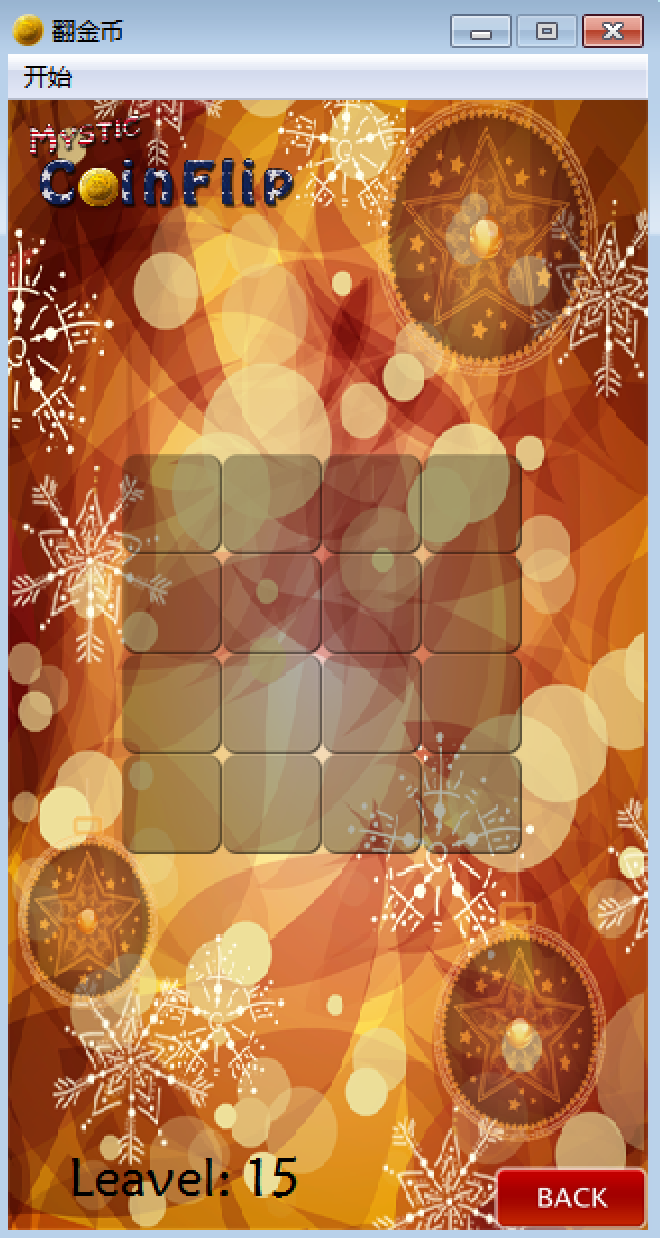 翻金币
开始
MYSTIC
CoinFlip
Leavel: 15
BACK